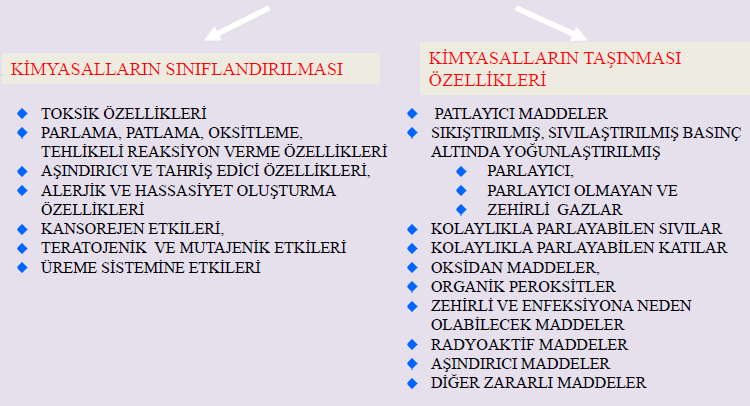 KİMYASALLARIN SINIFLANDIRILMASI
TOKSİK ÖZELLİKLERİ
PARLAMA, PATLAMA, OKSİTLEME,
TEHLİKELİ REAKSİYON VERME ÖZELLİKLERİ
AŞINDIRICI VE TAHRİŞ EDİCİ ÖZELLİKLERİ,
ALERJİK VE HASSASİYET OLUŞTURMA
ÖZELLİKLERİ
KANSOREJEN ETKİLERİ,
TERATOJENİK VE MUTAJENİK ETKİLERİ
ÜREME SİSTEMİNE ETKİLERİ
KİMYASALLARIN TAŞINMASI
ÖZELLİKLERİ
PATLAYICI MADDELER
SIKIŞTIRILMIŞ, SIVILAŞTIRILMIŞ BASINÇ
ALTINDA YOĞUNLAŞTIRILMIŞ
PARLAYICI,
PARLAYICI OLMAYAN VE
ZEHİRLİ GAZLAR
KOLAYLIKLA PARLAYABİLEN SIVILAR
KOLAYLIKLA PARLAYABİLEN KATILAR
OKSİDAN MADDELER,
ORGANİK PEROKSİTLER
ZEHİRLİ VE ENFEKSİYONA NEDEN
OLABİLECEK MADDELER
RADYOAKTİF MADDELER
AŞINDIRICI MADDELER
DİĞER ZARARLI MADDELER